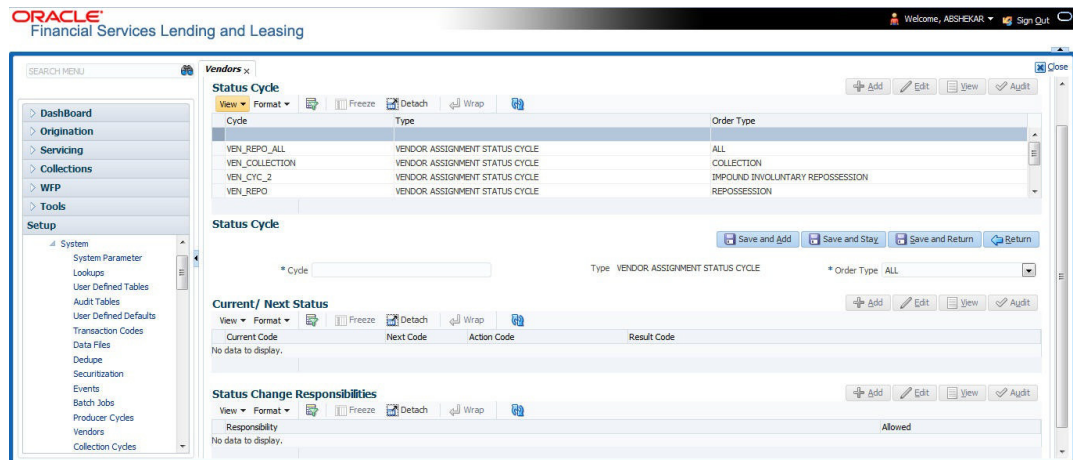 ORACLE®
Financial Services Lending and Leasing
Welcome, ABSHEKAR
Sign Out
SEARCH MENU
Vendors
Close
DashBoard
Origination
Servicing
Collections
WFP
Tools
Setup
System
System Parameter
Lookups
User Defined Tables
Audit Tables
User Defined Defaults
Transaction Codes
Data Files
Dedupe
Securitization
Events
Batch Jobs
Producer Cycles
Vendors
Collection Cycles
Status Cycle
Add Edit View Audit
View Format Freeze Detach Wrap
Cycle Type Order Type
VEN_REPO_ALL VENDOR ASSIGNMENT STATUS CYCLE ALL
VEN_COLLECTION VENDOR ASSIGNMENT STATUS CYCLE COLLECTION
VEN_CYC_2 VENDOR ASSIGNMENT STATUS CYCLE IMPOUND INVOLUNTARY REPOSSESSION
VEN_REPO VENDOR ASSIGNMENT STATUS CYCLE REPOSSESSION
Status Cycle
Save and Add Save and Stay Save and Return Return
* Cycle Type VENDOR ASSIGNMENT STATUS CYCLE * Order Type ALL
Current/ Next Status
Add Edit View Audit
View Format Freeze Detach Wrap
Current Code Next Code Action Code Result Code
No data to display.
Status Change Responsibilities
Add Edit View Audit
View Format Freeze Detach Wrap
Responsibility Allowed
No data to display.